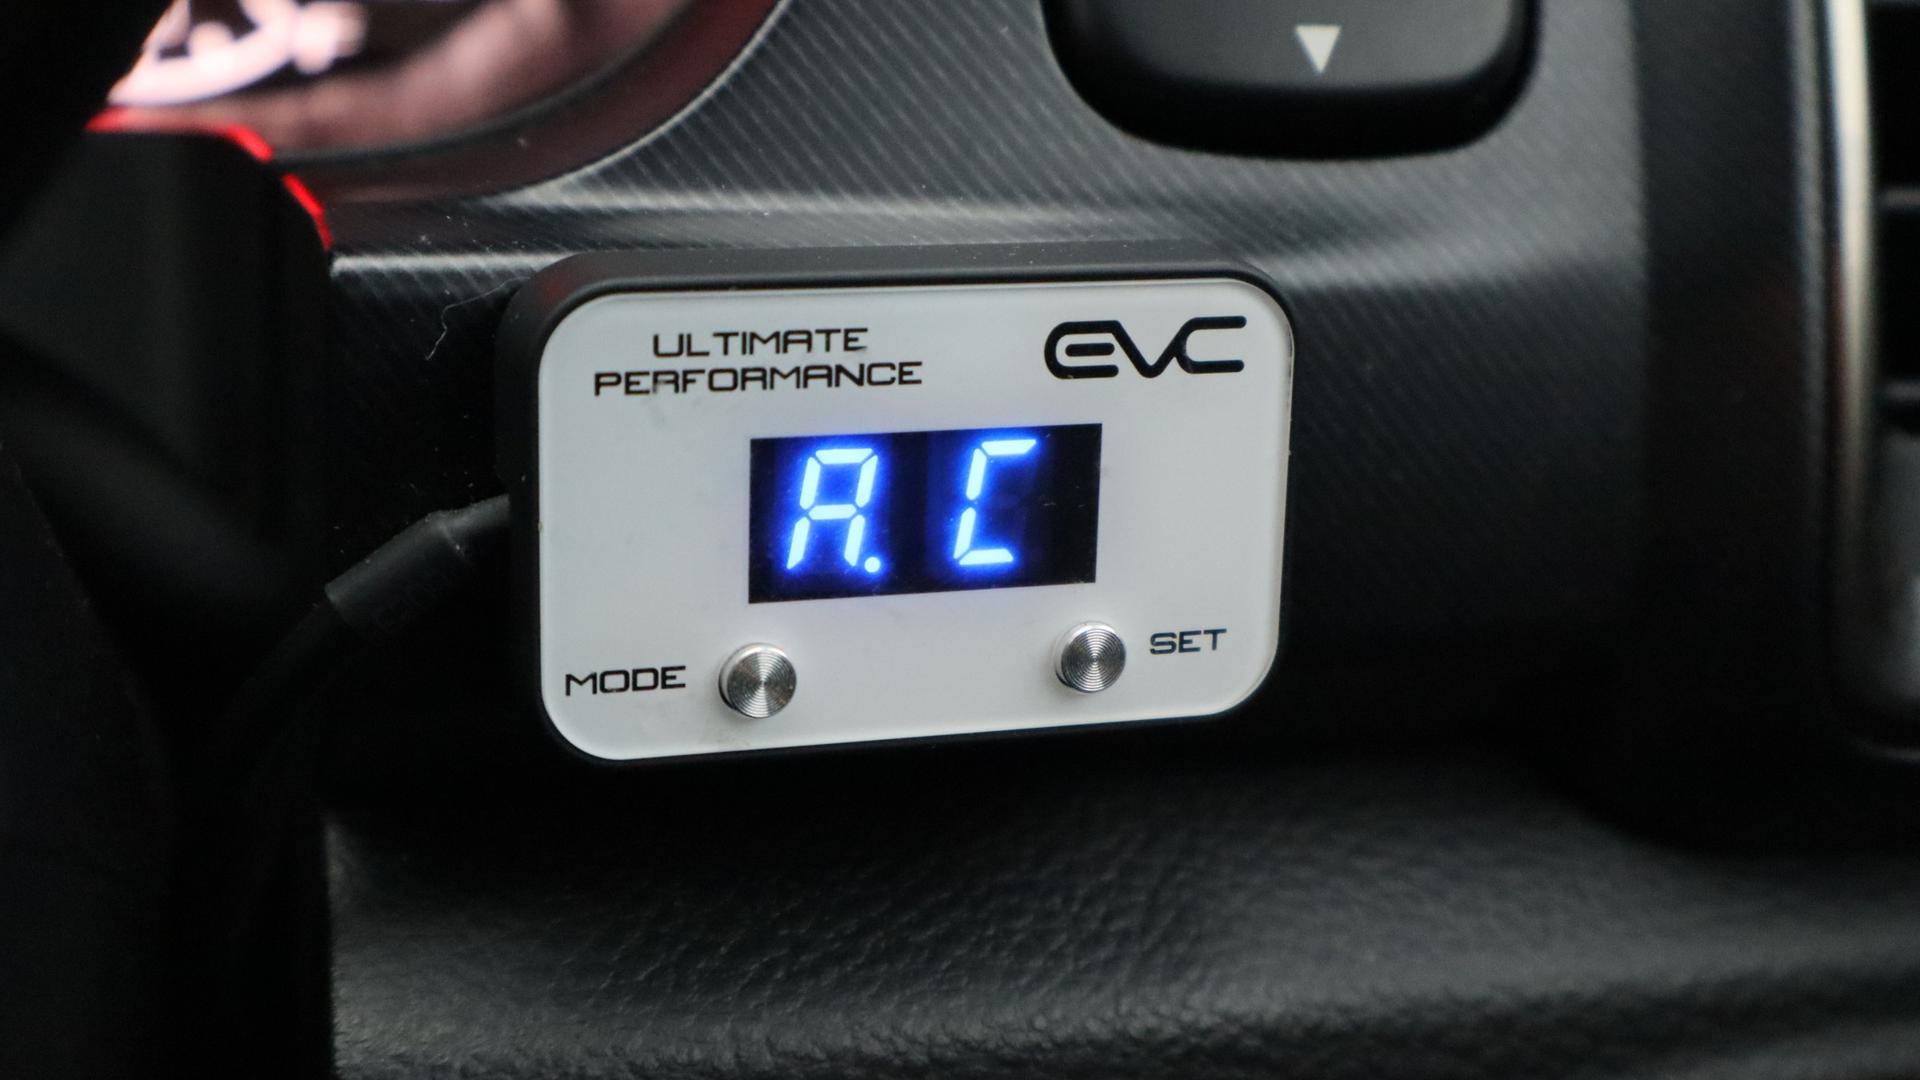 ULTIMATE
PERFORMANCE
EVC
A.C
MODE
SET